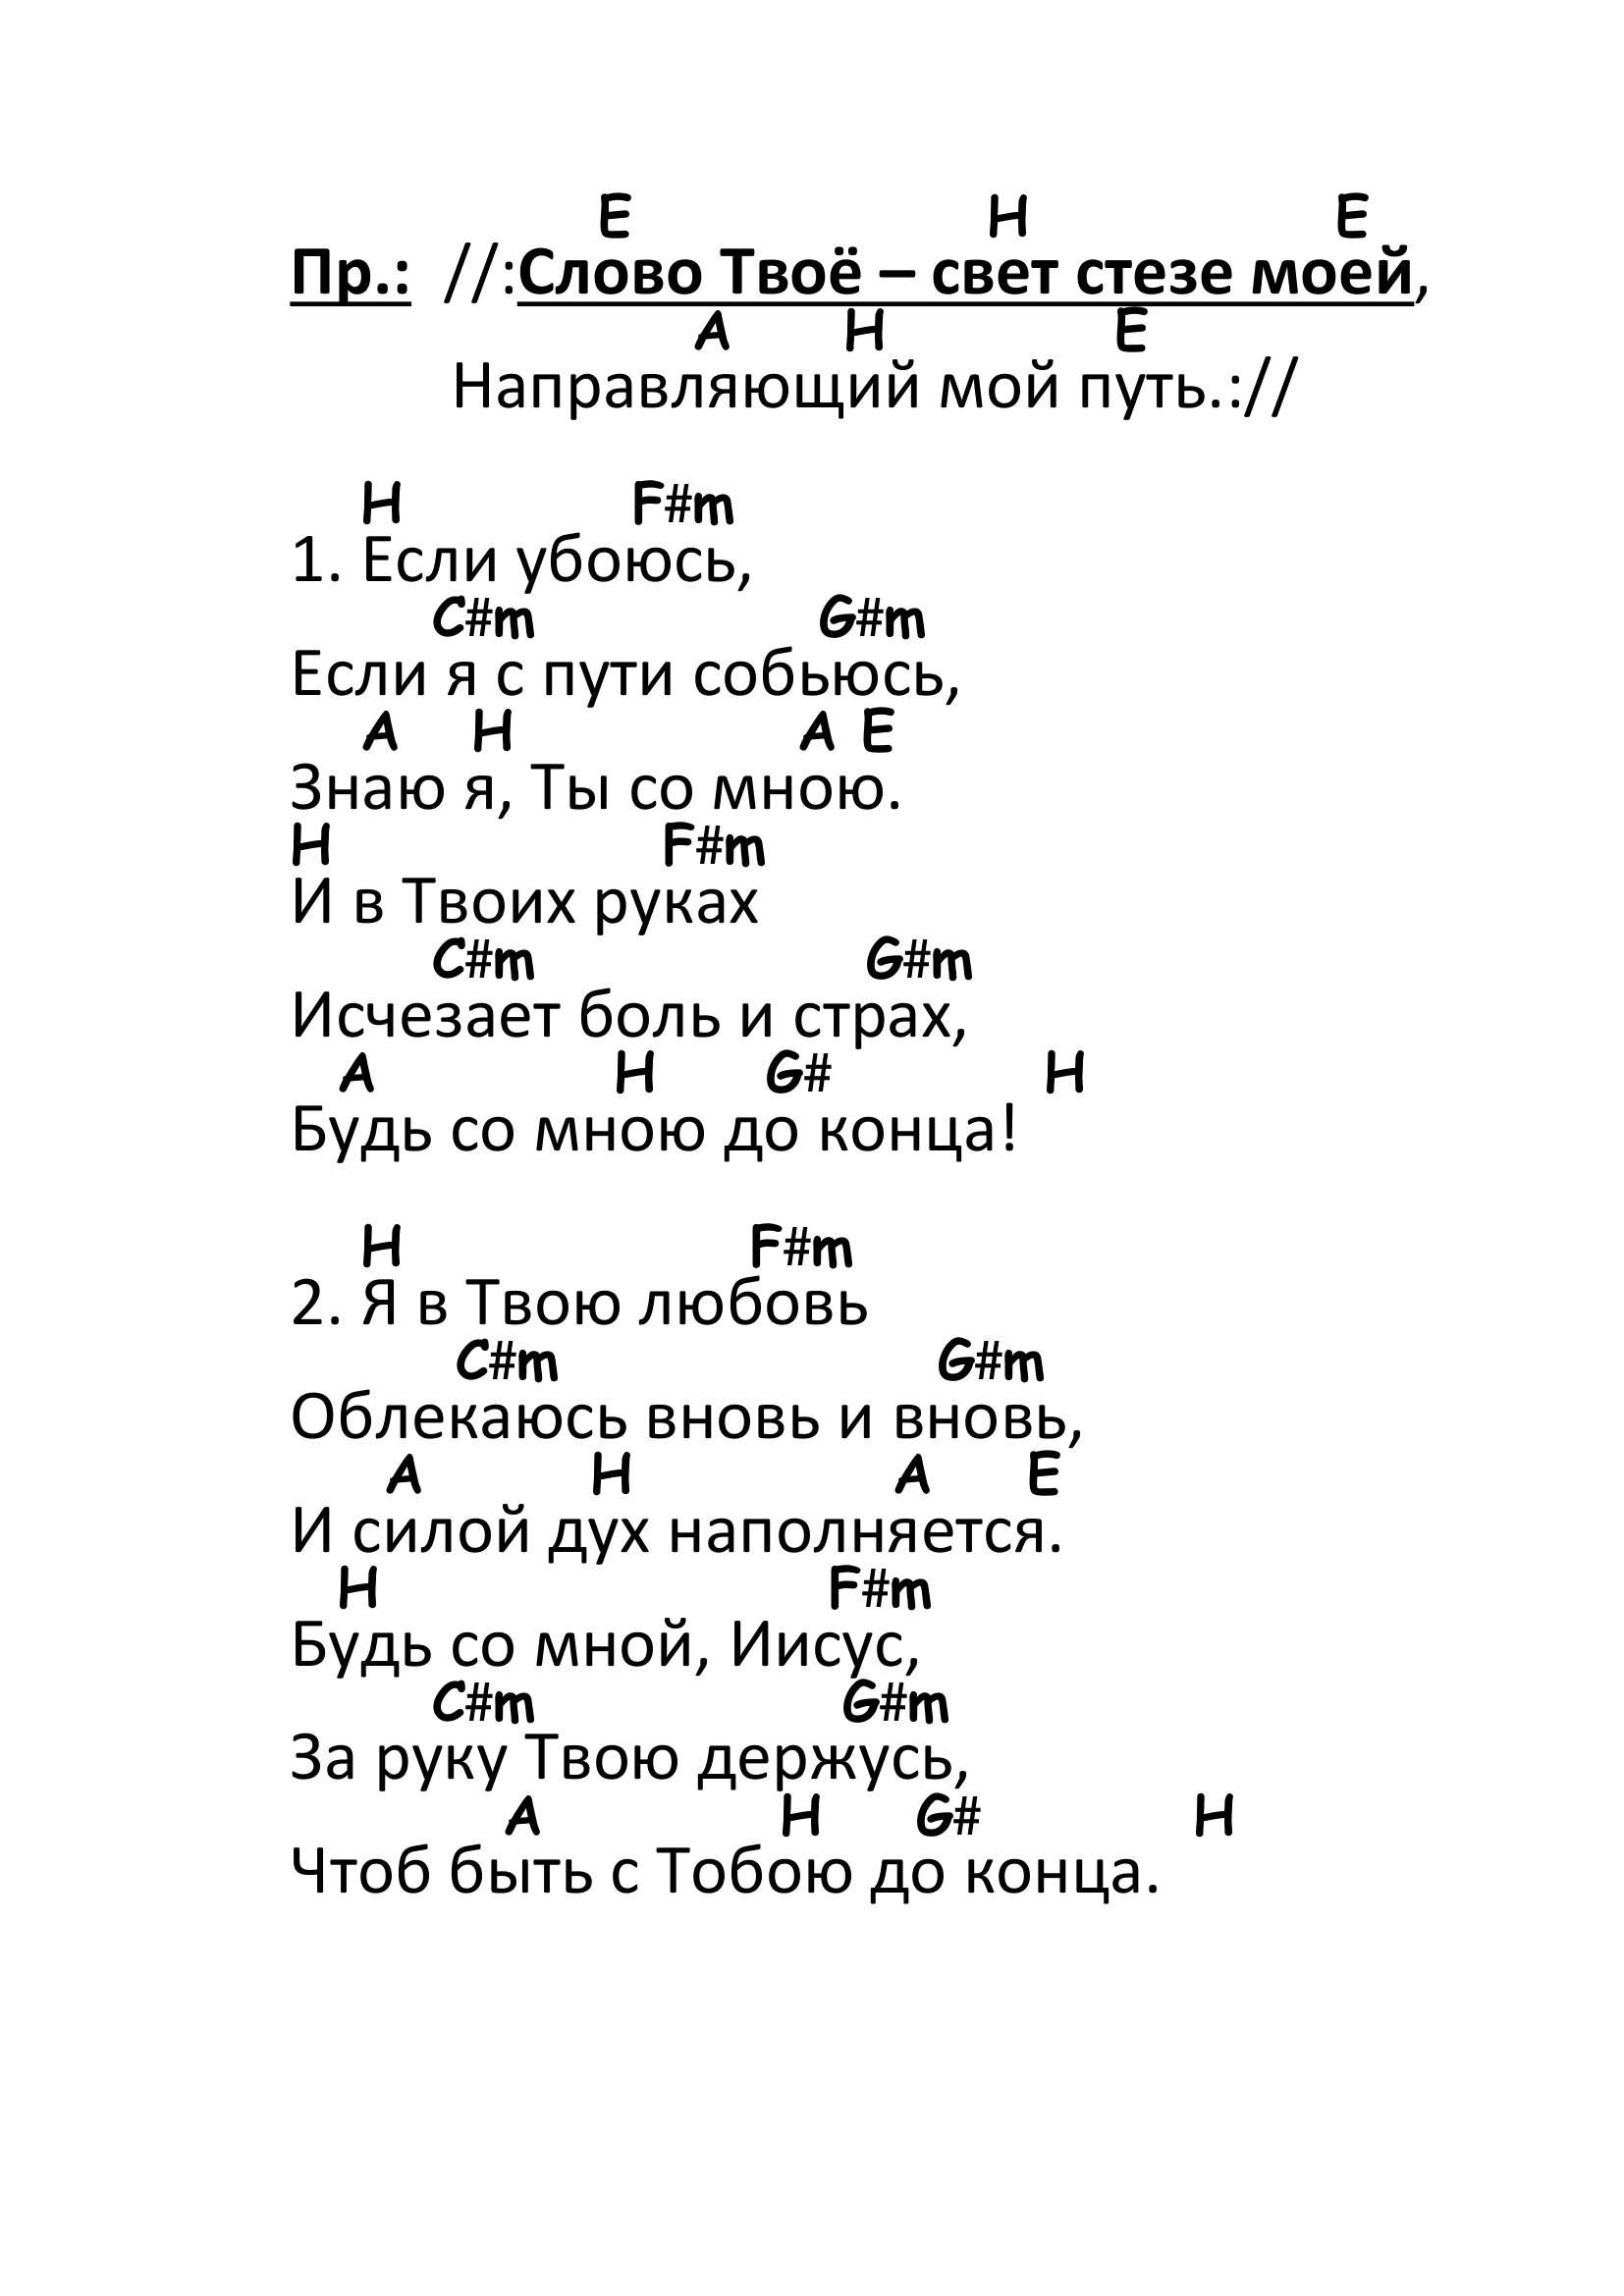 E H E
Пр.: //:Слово Твоё – свет стезе моей,
A H E
Направляющий мой путь.://
H F#m
1. Если убоюсь,
C#m G#m
Если я с пути собьюсь,
A H A E
Знаю я, Ты со мною.
H F#m
И в Твоих руках
C#m G#m
Исчезает боль и страх,
A H G# H
Будь со мною до конца!
H F#m
2. Я в Твою любовь
C#m G#m
Облекаюсь вновь и вновь,
A H A E
И силой дух наполняется.
H F#m
Будь со мной, Иисус,
C#m G#m
За руку Твою держусь,
A H G# H
Чтоб быть с Тобою до конца.